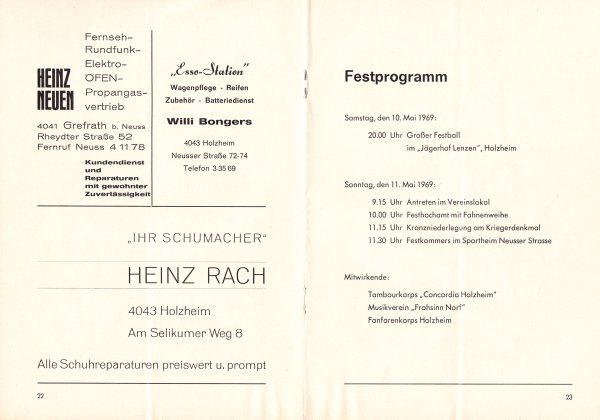 HEINZ
NEUEN
Fernseh-
Rundfunk-
Elektro-
ÖFEN-
Propangas-
vertrieb
4041 Grefrath b. Neuss
Rheydter Straße 52
Fernruf Neuss 4 11 78
Kundendienst
und
Reparaturen
mit gewohnter
Zuverlässigkeit
„Esso-Station"
Wagenpflege - Reifen
Zubehör - Batteriedienst
Willi Bongers
4043 Holzheim
Neusser Straße 72-74
Telefon 3 35 69
„IHR SCHUMACHER"
HEINZ RACH
4043 Holzheim
Am Selikumer Weg 8
Alle Schuhreparaturen preiswert u. prompt
22
Festprogramm
Samstag, den 10. Mai 1969:
20.00 Uhr Großer Festball
im „Jägerhof Lenzen", Holzheim
Sonntag, den 11. Mai 1969:
9.15 Uhr Antreten im Vereinslokal
10.00 Uhr Festhochamt mit Fahnenweihe
11.15 Uhr Kranzniederlegung am Kriegerdenkmal
11.30 Uhr Festkommers im Sportheim Neusser Strasse
Mitwirkende:
Tambourkorps „Concordia Holzheim"
Musikverein „Frohsinn Norf"
Fanfarenkorps Holzheim
23